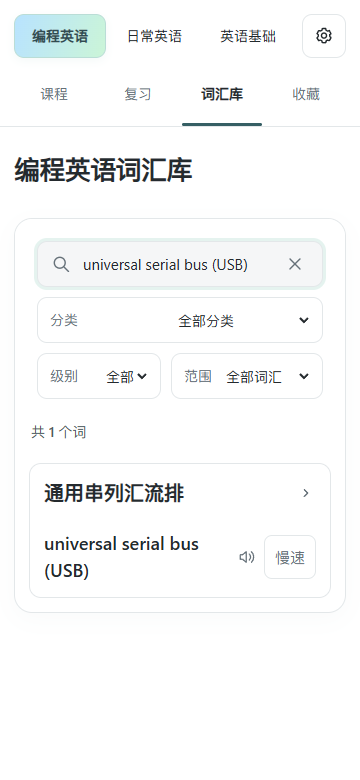 编程英语
日常英语
英语基础
课程
复习
词汇库
收藏
编程英语词汇库
universal serial bus (USB)
分类
全部分类
级别
全部
范围
全部词汇
共 1 个词
通用串列汇流排
universal serial bus
(USB)
慢速